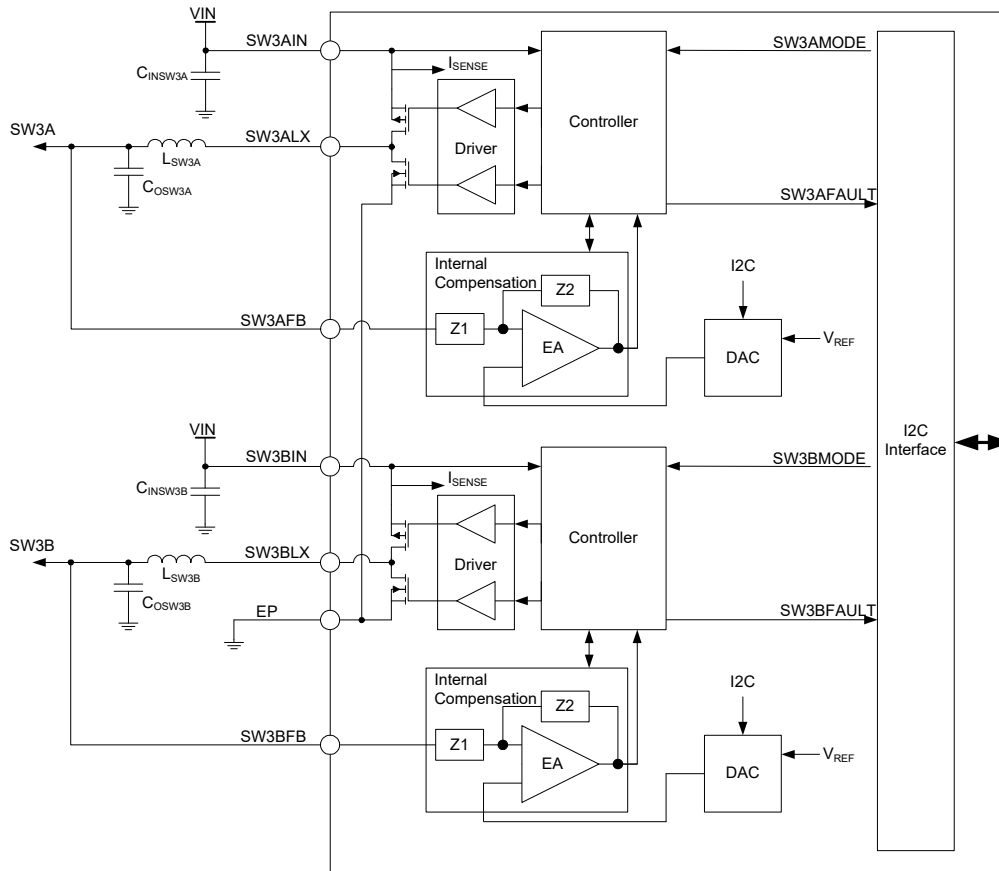 VIN
SW3AIN
SW3AMODE
CINSW3A
ISENSE
Controller
SW3A
SW3ALX
Driver
LSW3A
COSW3A
SW3AFAULT
Internal
Compensation
I2C
Z2
SW3AFB
Z1
EA
DAC
VREF
I2C
Interface
VIN
SW3BIN
SW3BMODE
CINSW3B
ISENSE
Controller
SW3B
SW3BLX
Driver
LSW3B
COSW3B
EP
SW3BFAULT
Internal
Compensation
I2C
Z2
SW3BFB
Z1
EA
DAC
VREF